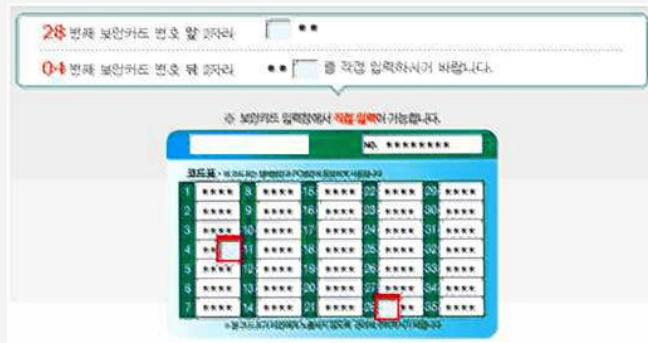 28 번째 보안카드 번호 앞 2자리 **
04 번째 보안카드 번호 뒤 2자리 ** 를 직접 입력하시기 바랍니다.
※ 보안카드 입력창에서 직접 입력이 가능합니다.
NO. ********
코드표
1 **** 8 **** 15 **** 22 **** 29 ****
2 **** 9 **** 16 **** 23 **** 30 ****
3 **** 10 **** 17 **** 24 **** 31 ****
4 ** 11 **** 18 **** 25 **** 32 ****
5 **** 12 **** 19 **** 26 **** 33 ****
6 **** 13 **** 20 **** 27 **** 34 ****
7 **** 14 **** 21 **** 28 ** 35 ****